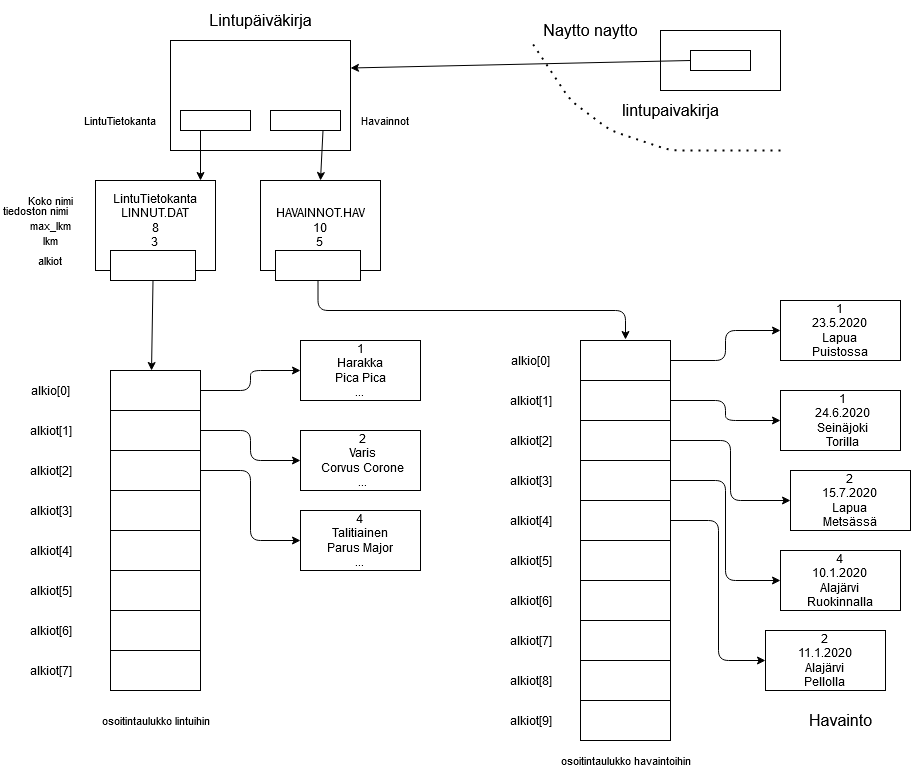 Lintupäiväkirja
Naytto naytto
lintupaivakirja
LintuTietokanta
Havainnot
Koko nimi
tiedoston nimi
max_lkm
lkm
alkiot
LintuTietokanta
LINNUT.DAT
8
3
HAVAINNOT.HAV
10
5
alkio[0]
alkiot[1]
alkiot[2]
alkiot[3]
alkiot[4]
alkiot[5]
alkiot[6]
alkiot[7]
osoitintaulukko lintuihin
1
Harakka
Pica Pica
...
2
Varis
Corvus Corone
...
4
Talitiainen
Parus Major
...
alkio[0]
alkiot[1]
alkiot[2]
alkiot[3]
alkiot[4]
alkiot[5]
alkiot[6]
alkiot[7]
alkiot[8]
alkiot[9]
osoitintaulukko havaintoihin
1
23.5.2020
Lapua
Puistossa
1
24.6.2020
Seinäjoki
Torilla
2
15.7.2020
Lapua
Metsässä
4
10.1.2020
Alajärvi
Ruokinnalla
2
11.1.2020
Alajärvi
Pellolla
Havainto